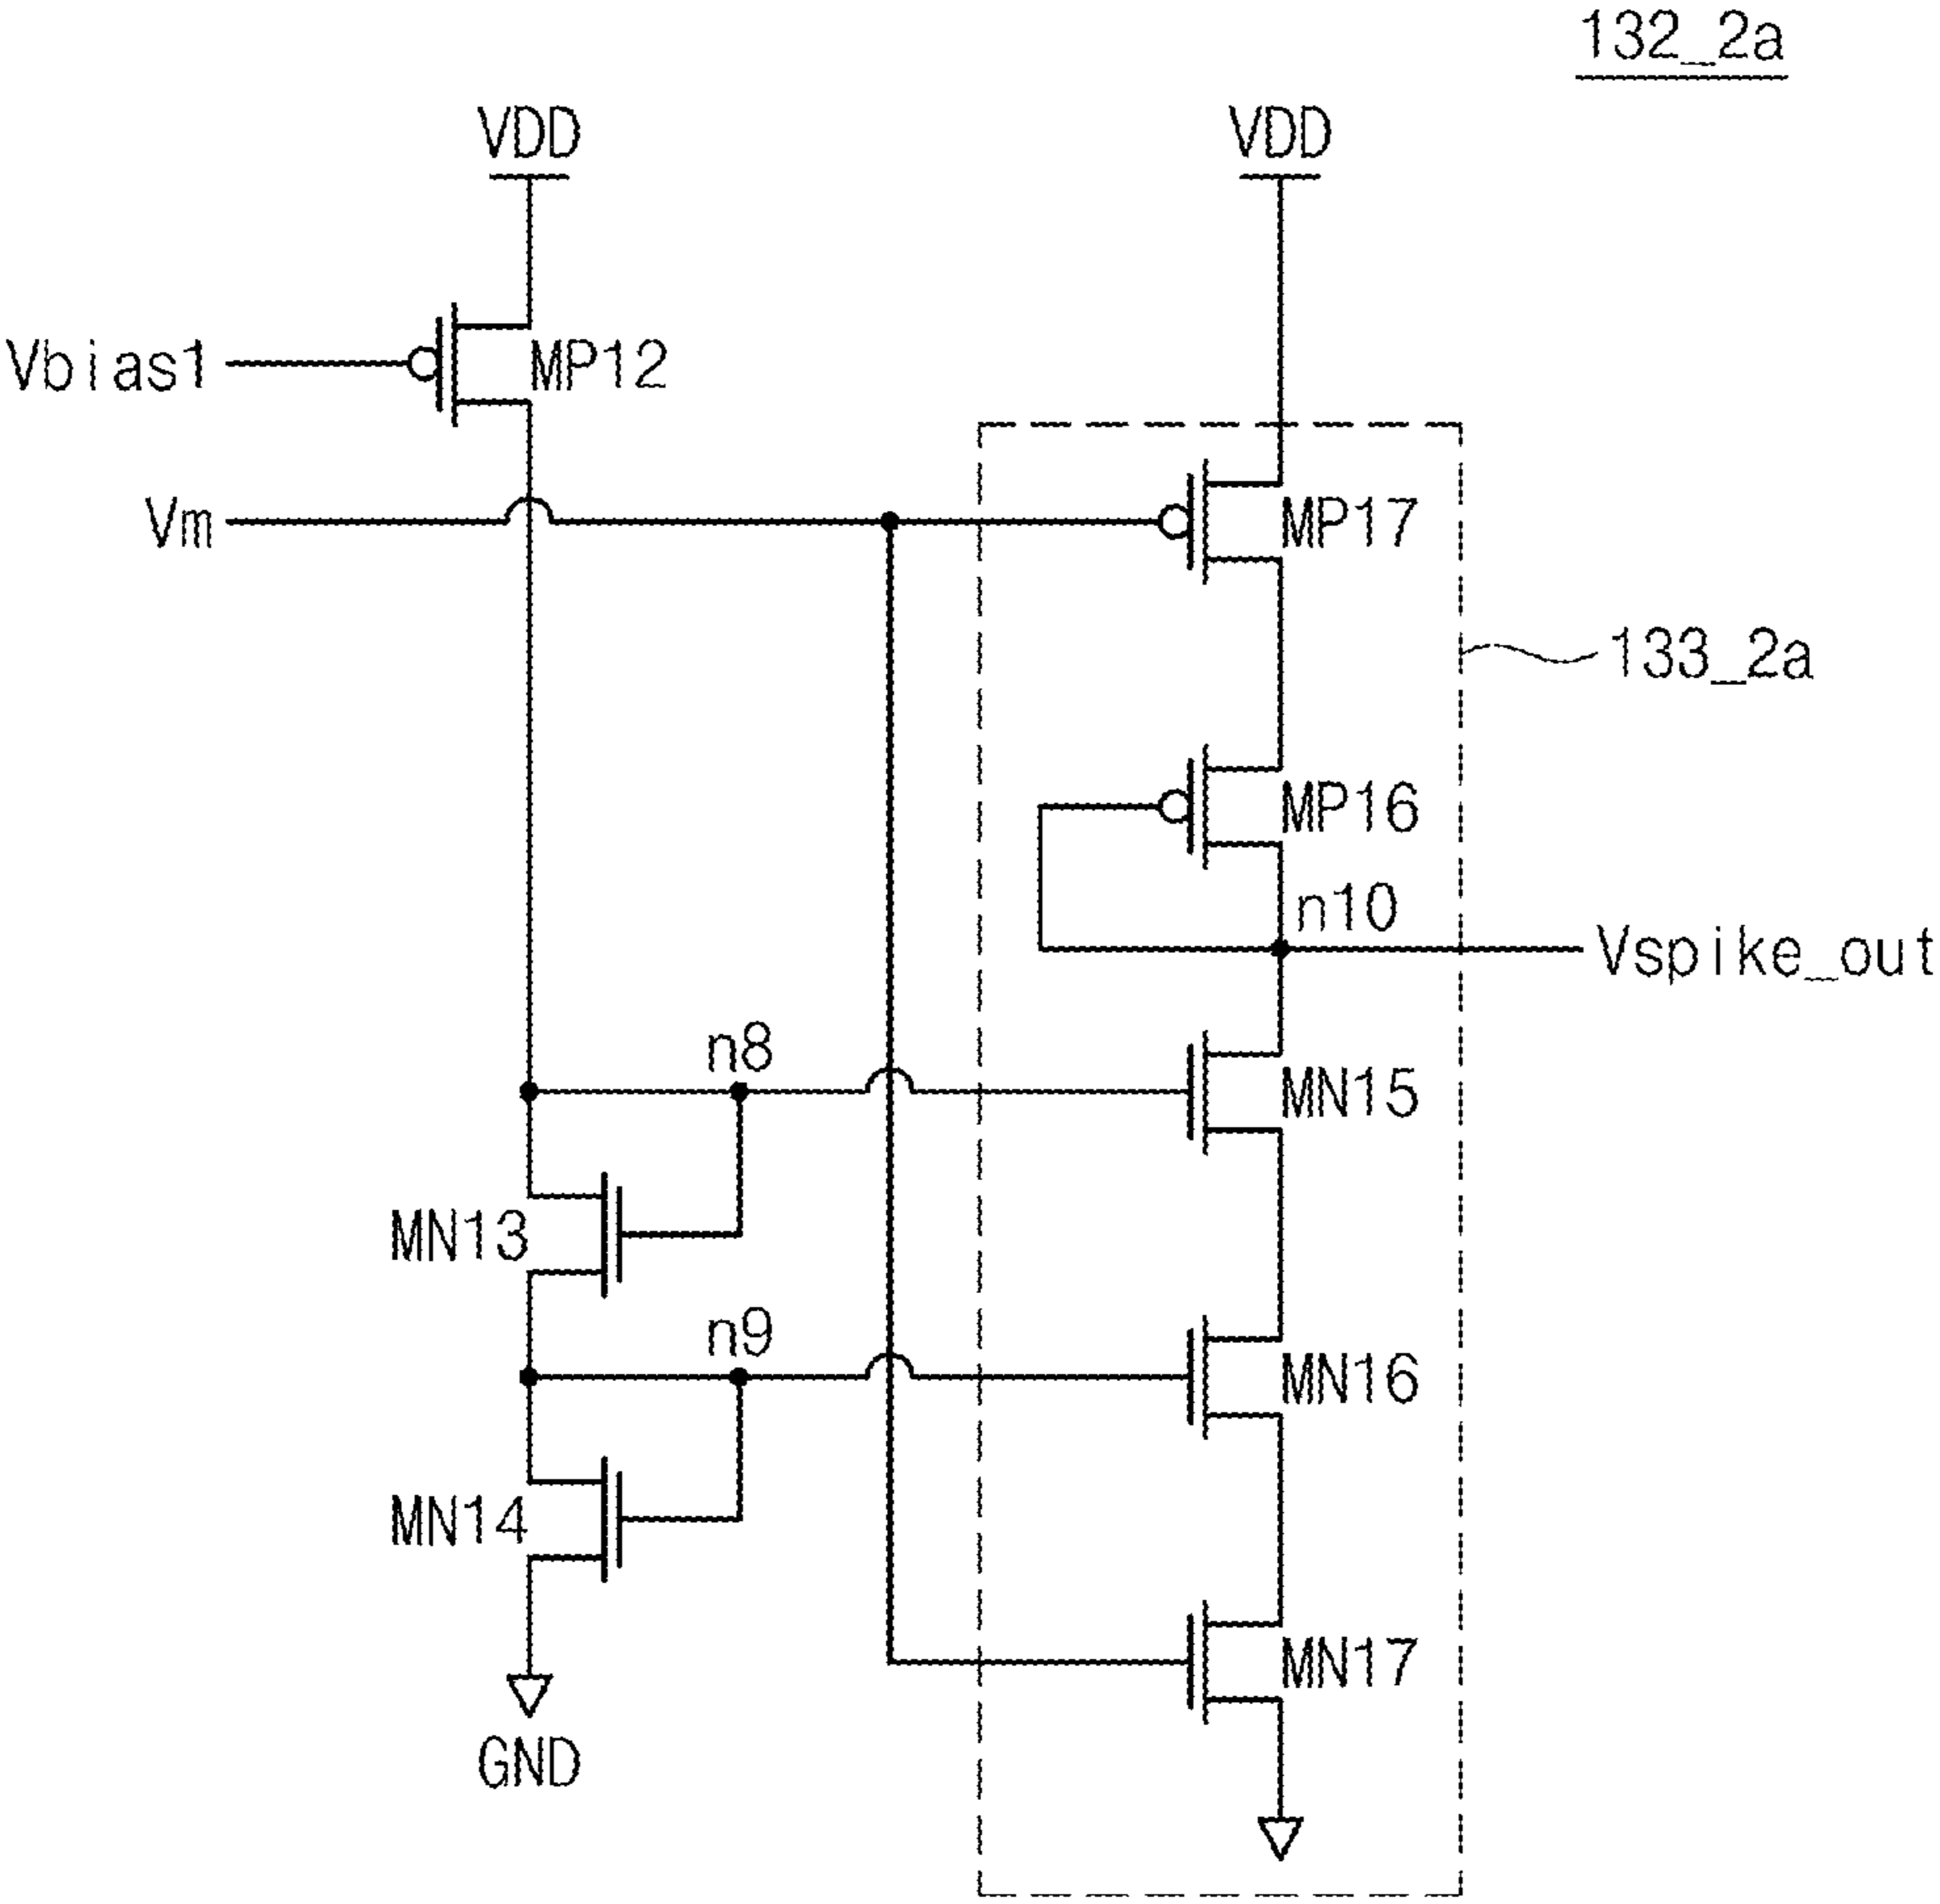 132_2a
VDD
VDD
Vbias1
MP12
Vm
MP17
133_2a
MP16
n10
Vspike_out
n8
MN15
MN13
n9
MN16
MN14
MN17
GND